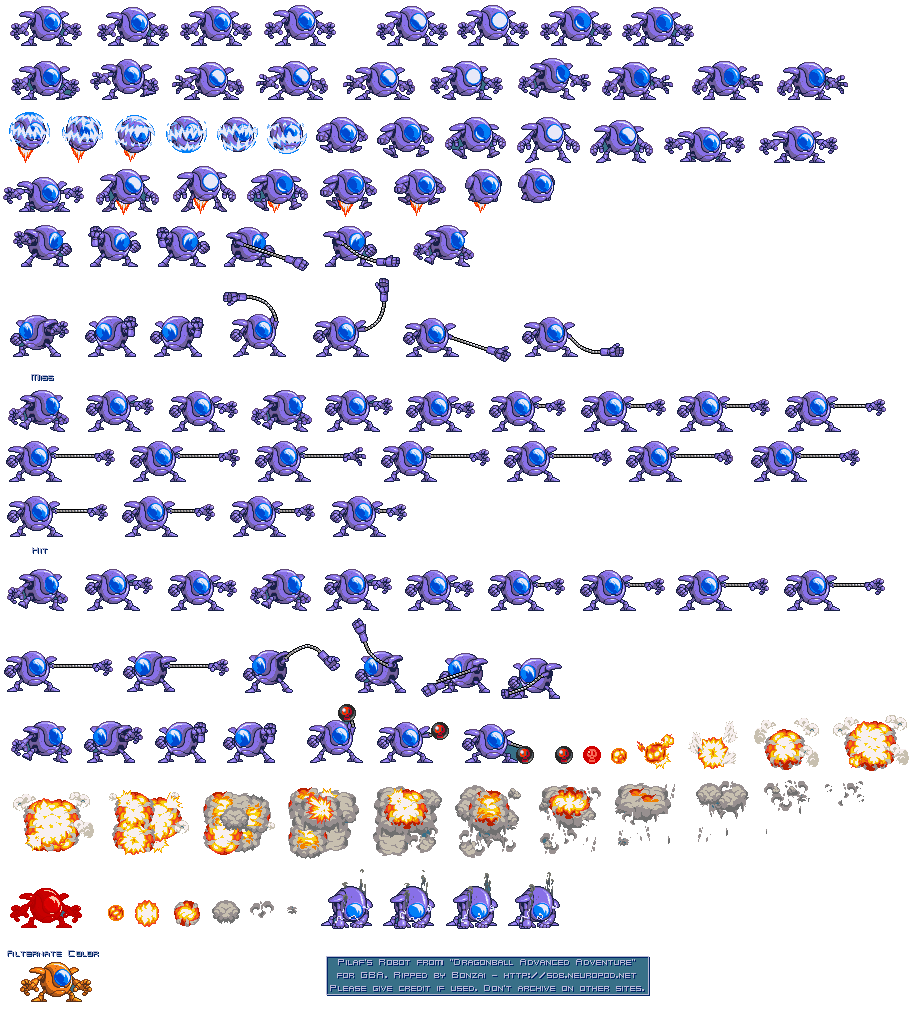 Miss
Hit
Alternate Color
Pilaf's Robot from "Dragonball Advanced Adventure"
for GBA. Ripped by Bonzai - http://sdb.neuropod.net
Please give credit if used. Don't archive on other sites.